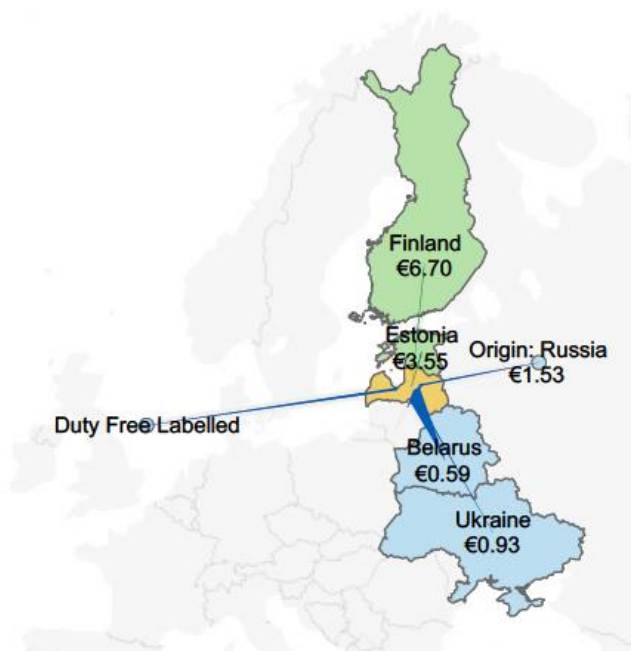 Finland
€6.70
Estonia
€3.55
Origin: Russia
€1.53
Duty Free Labelled
Belarus
€0.59
Ukraine
€0.93